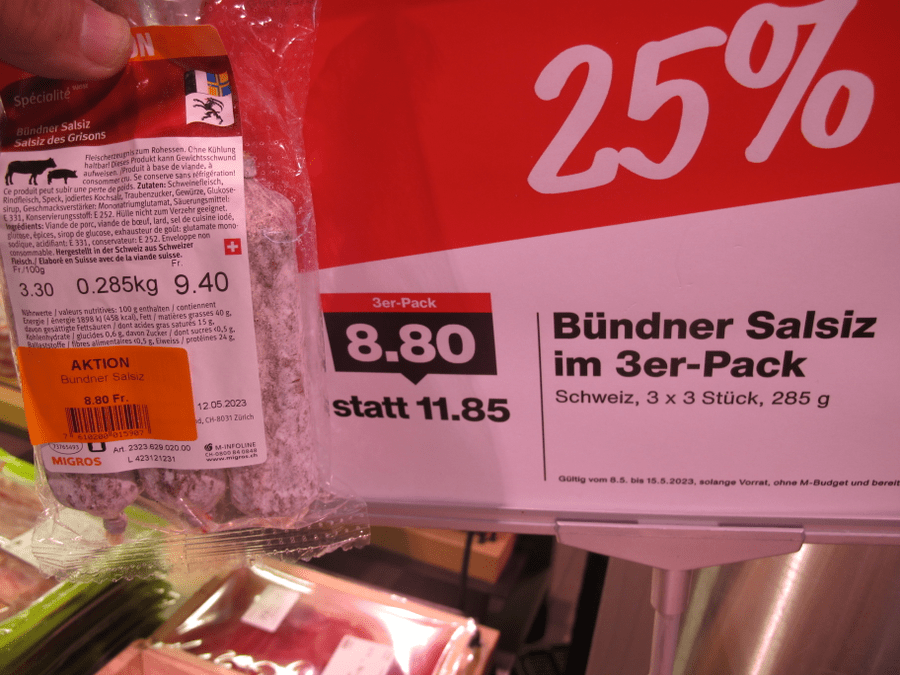 ON
Spécialité
Bündner Salsiz
Salsiz des Grisons
Fleischerzeugnis zum Rohessen. Ohne Kühlung
haltbar! Dieses Produkt kann Gewichtsschwund
aufweisen. /Produit à base de viande, à
consommer cru. Se conserve sans réfrigération!
Ce produit peut subir une perte de poids. Zutaten: Schweinefleisch,
Rindfleisch, Speck, jodiertes Kochsalz, Traubenzucker, Gewürze, Glukose-
sirup, Geschmacksverstärker: Mononatriumglutamat, Säuerungsmittel:
E 331, Konservierungsstoff: E 252. Hülle nicht zum Verzehr geeignet.
Ingrédients: Viande de porc, viande de bœuf, lard, sel de cuisine iodé,
glucose, épices, sirop de glucose, exhausteur de goût: glutamate mono-
sodique, acidifiant: E 331, conservateur: E 252. Enveloppe non
consommable. Hergestellt in der Schweiz aus Schweizer
Fleisch./ Elaboré en Suisse avec de la viande suisse.
Fr./100g Fr.
3.30 0.285kg 9.40
Nährwerte / valeurs nutritives: 100 g enthalten / contiennent
Energie / énergie 1898 kJ (458 kcal), Fett / matières grasses 40 g,
davon gesättigte Fettsäuren / dont acides gras saturés 15 g,
Kohlenhydrate / glucides 0,6 g, davon Zucker / dont sucres <0,5 g,
Ballaststoffe / fibres alimentaires <0,5 g, Eiweiss / protéines 24 g,
AKTION
Bündner Salsiz
8.80 Fr.
12.05.2023
d, CH-8031 Zürich
Art. 2323.629.020.00
L 423121231
MIGROS
M-INFOLINE
CH-0800 84 0848
www.migros.ch
25%
3er-Pack
8.80
statt 11.85
Bündner Salsiz
im 3er-Pack
Schweiz, 3 x 3 Stück, 285 g
Gültig vom 8.5. bis 15.5.2023, solange Vorrat, ohne M-Budget und bereit